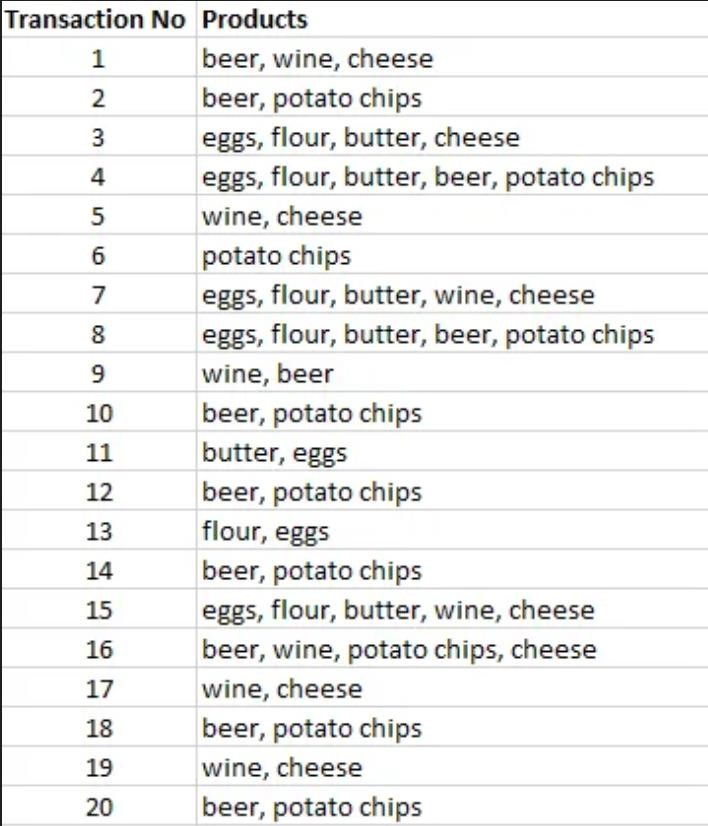 Transaction No Products
1 beer, wine, cheese
2 beer, potato chips
3 eggs, flour, butter, cheese
4 eggs, flour, butter, beer, potato chips
5 wine, cheese
6 potato chips
7 eggs, flour, butter, wine, cheese
8 eggs, flour, butter, beer, potato chips
9 wine, beer
10 beer, potato chips
11 butter, eggs
12 beer, potato chips
13 flour, eggs
14 beer, potato chips
15 eggs, flour, butter, wine, cheese
16 beer, wine, potato chips, cheese
17 wine, cheese
18 beer, potato chips
19 wine, cheese
20 beer, potato chips